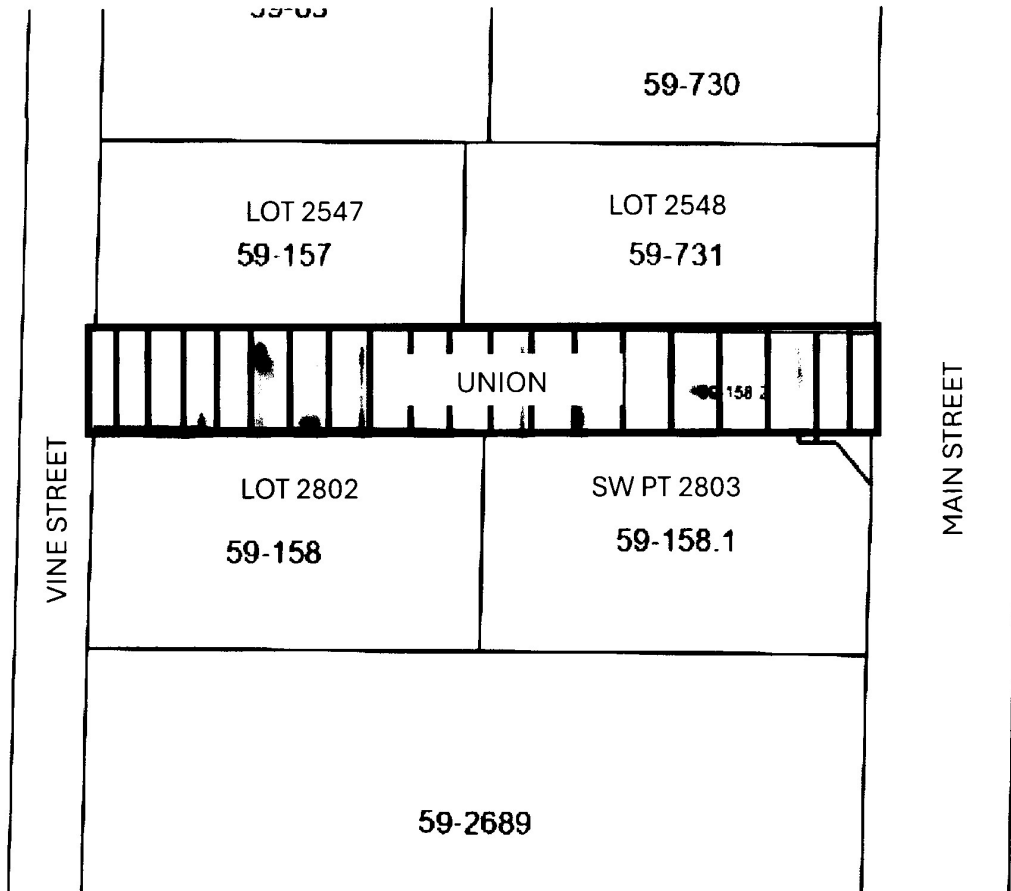 59-730
LOT 2547
59-157
LOT 2548
59-731
UNION
158
VINE STREET
MAIN STREET
LOT 2802
59-158
SW PT 2803
59-158.1
59-2689